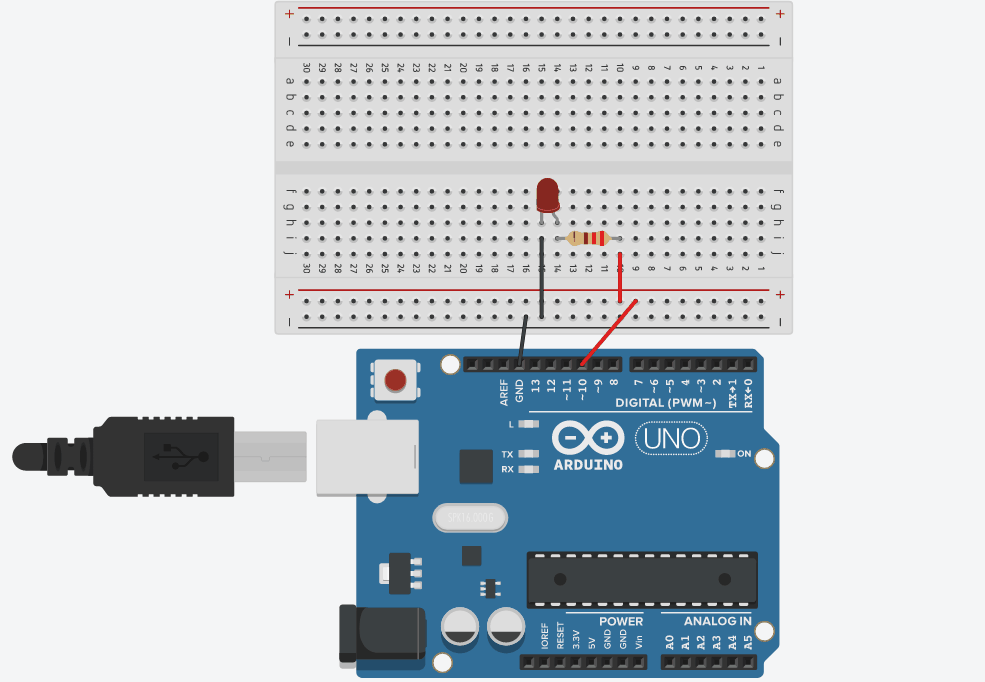 + +
− −
30 29 28 27 26 25 24 23 22 21 20 19 18 17 16 15 14 13 12 11 10 9 8 7 6 5 4 3 2 1
a a
b b
c c
d d
e e
f f
g g
h h
i i
j j
30 29 28 27 26 25 24 23 22 21 20 19 18 17 16 15 14 13 12 11 10 9 8 7 6 5 4 3 2 1
+ +
− −
AREF GND 13 12 ~11 ~10 ~9 8 7 ~6 ~5 4 ~3 2 TX→1 RX←0
DIGITAL (PWM ~)
L
TX
RX
UNO
ON
ARDUINO
POWER
ANALOG IN
IOREF RESET 3.3V 5V GND GND Vin A0 A1 A2 A3 A4 A5